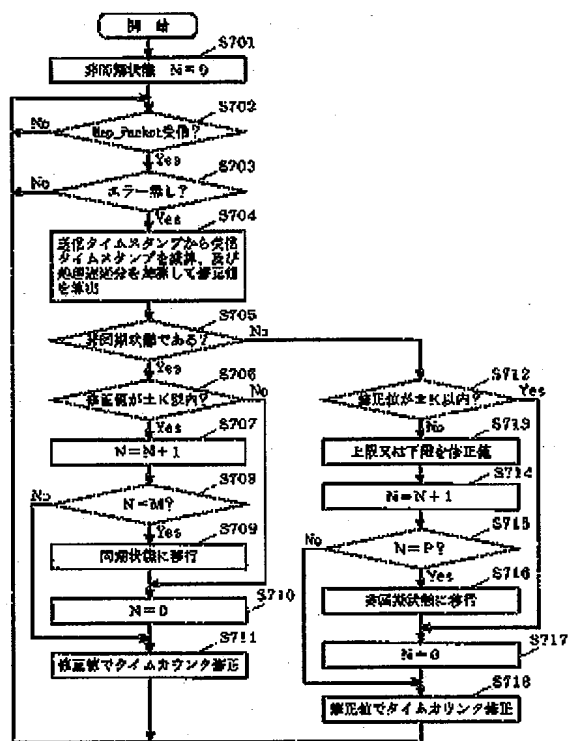 開 始
S701
非同期状態 N=0
S702
No
Map_Packet受信?
Yes
S703
No
エラー無し?
Yes
S704
送信タイムスタンプから受信
タイムスタンプを減算、及び
処理遅延分を加算して修正値
を算出
S705
非同期状態である?
No
Yes
S706
修正値が±K以内?
No
Yes
S707
N=N+1
S708
No
N=M?
Yes
S709
同期状態に移行
S710
N=0
S711
修正値でタイムカウンタ修正
S712
修正値が±K以内?
Yes
No
S713
上限又は下限を修正値
S714
N=N+1
S715
No
N=P?
Yes
S716
非同期状態に移行
S717
N=0
S718
修正値でタイムカウンタ修正